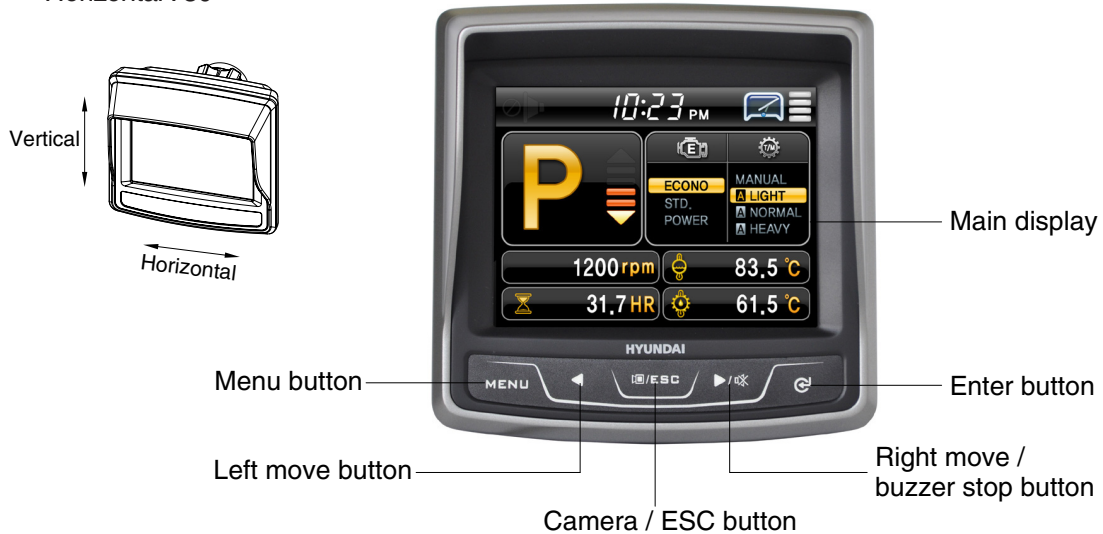 Vertical
Horizontal
10:23 PM
P
E
T/M
ECONO
STD.
POWER
MANUAL
A LIGHT
A NORMAL
A HEAVY
1200 rpm
83.5 °C
31.7 HR
61.5 °C
HYUNDAI
MENU
/ESC
/
Main display
Menu button
Enter button
Left move button
Right move /
buzzer stop button
Camera / ESC button